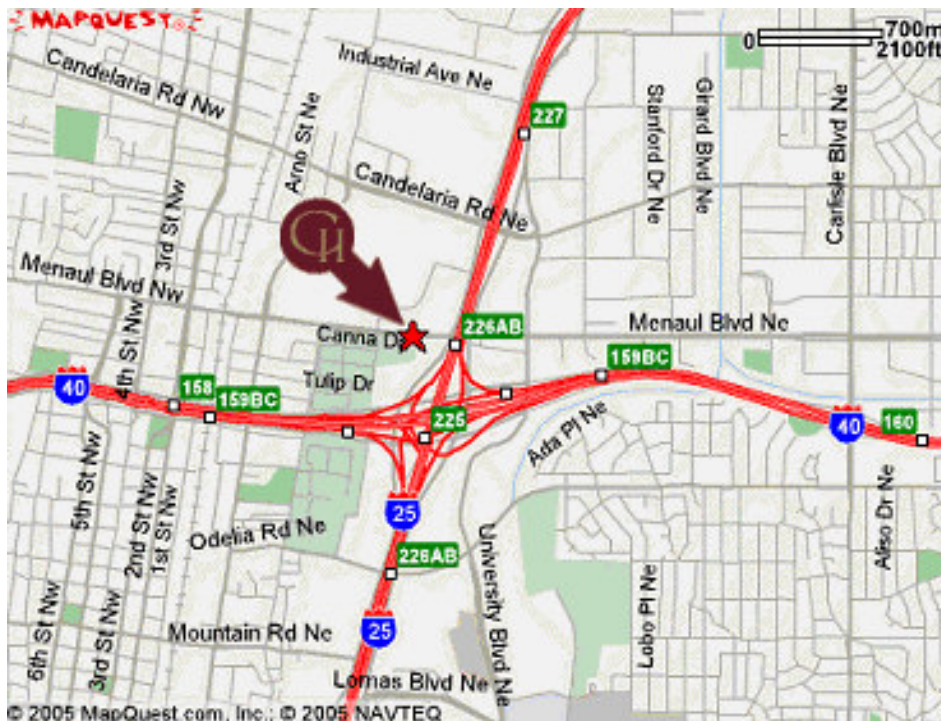 MAPQUEST
700m
0
2100ft
Industrial Ave Ne
Candelaria Rd Nw
227
Stanford Dr Ne
Girard Blvd Ne
Carlisle Blvd Ne
Arno St Ne
Candelaria Rd Ne
3rd St Nw
CH
Menaul Blvd Nw
Canna Dr
226AB
Menaul Blvd Ne
4th St Nw
Tulip Dr
159BC
40
158
159BC
225
Ada Pl Ne
40
160
5th St Nw
2nd St Nw
1st St Nw
25
Odelia Rd Ne
University Blvd Ne
Aliso Dr Ne
226AB
6th St Nw
3rd St Nw
Mountain Rd Ne
25
Lobo Pl Ne
Lomas Blvd Ne
© 2005 MapQuest.com, Inc.; © 2005 NAVTEQ